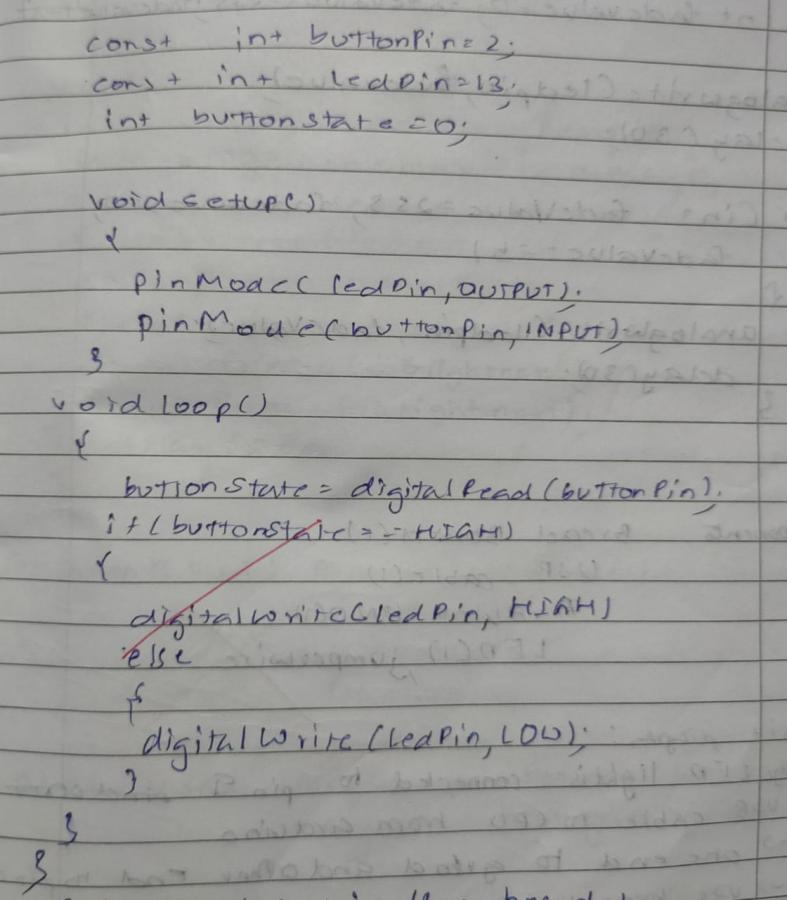 const int buttonPin = 2;
const int ledPin = 13;
int buttonstate = 0;
void setup()
{
pinMode( ledPin, OUTPUT);
pinMode (buttonPin, INPUT);
}
void loop()
{
buttonState = digitalRead (buttonPin);
if (buttonState == HIGH)
{
digitalWrite (ledPin, HIGH)
else
{
digitalWrite (ledPin, LOW);
}
}
}